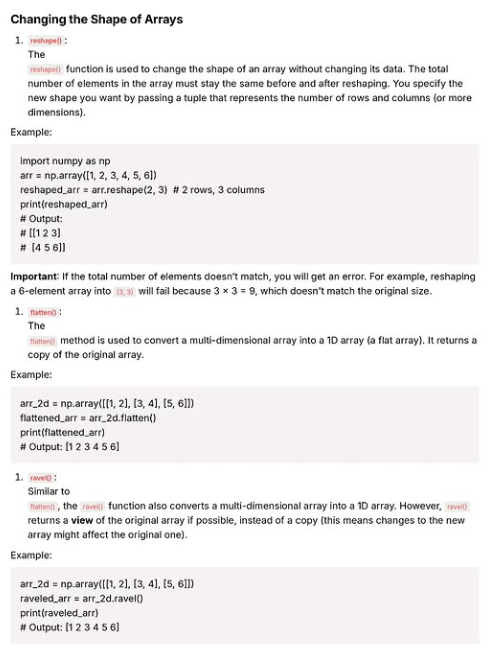 Changing the Shape of Arrays
1. reshape() :
The
reshape() function is used to change the shape of an array without changing its data. The total
number of elements in the array must stay the same before and after reshaping. You specify the
new shape you want by passing a tuple that represents the number of rows and columns (or more
dimensions).
Example:
import numpy as np
arr = np.array([1, 2, 3, 4, 5, 6])
reshaped_arr = arr.reshape(2, 3)  # 2 rows, 3 columns
print(reshaped_arr)
# Output:
# [[1 2 3]
#  [4 5 6]]
Important: If the total number of elements doesn't match, you will get an error. For example, reshaping
a 6-element array into (3, 3) will fail because 3 × 3 = 9, which doesn't match the original size.
1. flatten() :
The
flatten() method is used to convert a multi-dimensional array into a 1D array (a flat array). It returns a
copy of the original array.
Example:
arr_2d = np.array([[1, 2], [3, 4], [5, 6]])
flattened_arr = arr_2d.flatten()
print(flattened_arr)
# Output: [1 2 3 4 5 6]
1. ravel() :
Similar to
flatten() , the ravel() function also converts a multi-dimensional array into a 1D array. However, ravel()
returns a view of the original array if possible, instead of a copy (this means changes to the new
array might affect the original one).
Example:
arr_2d = np.array([[1, 2], [3, 4], [5, 6]])
raveled_arr = arr_2d.ravel()
print(raveled_arr)
# Output: [1 2 3 4 5 6]